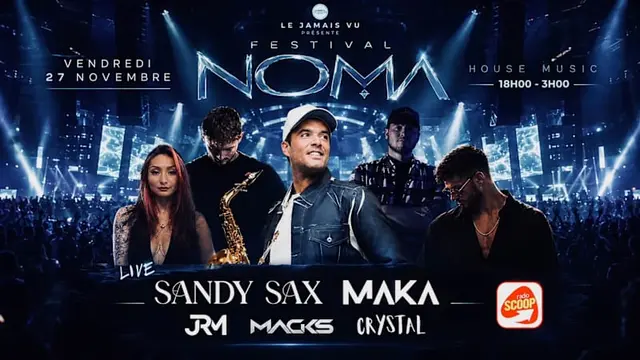 LE JAMAIS VU
PRÉSENTE
FESTIVAL
NOMA
VENDREDI
27 NOVEMBRE
HOUSE MUSIC
18H00 - 3H00
LIVE
SANDY SAX MAKA
JRM MACKS CRYSTAL
radio
SCOOP